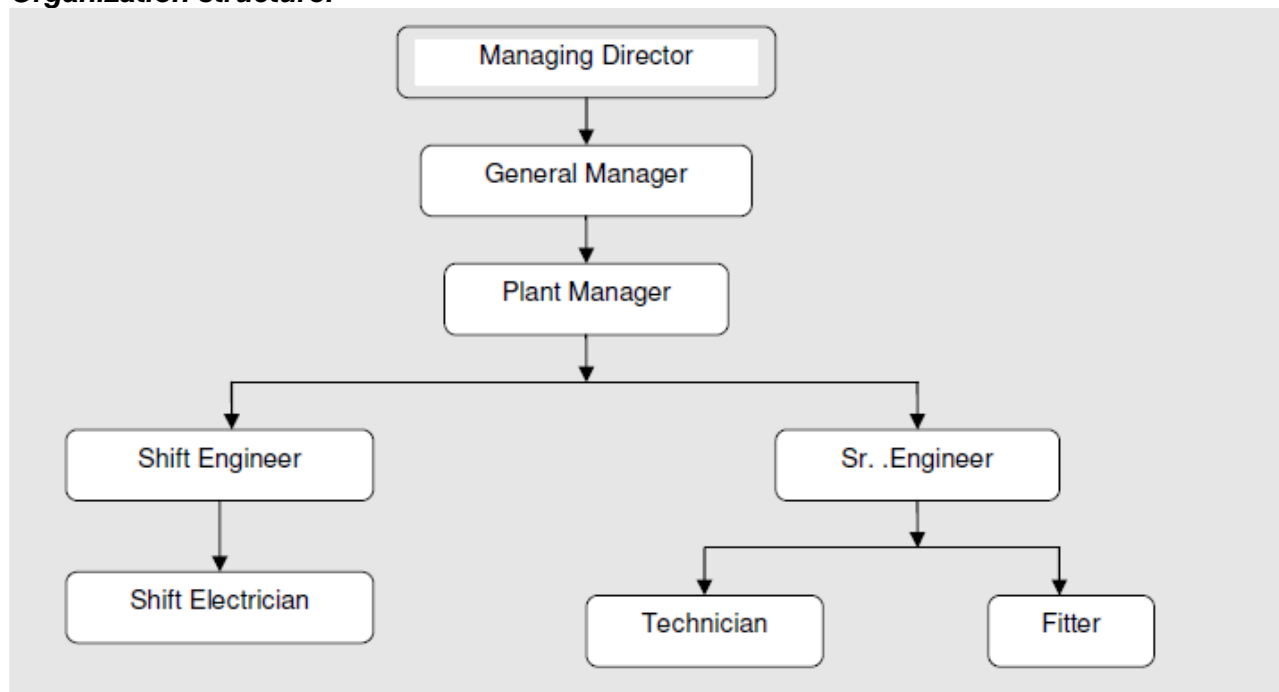 Organization structure:
Managing Director
General Manager
Plant Manager
Shift Engineer
Sr. .Engineer
Shift Electrician
Technician
Fitter